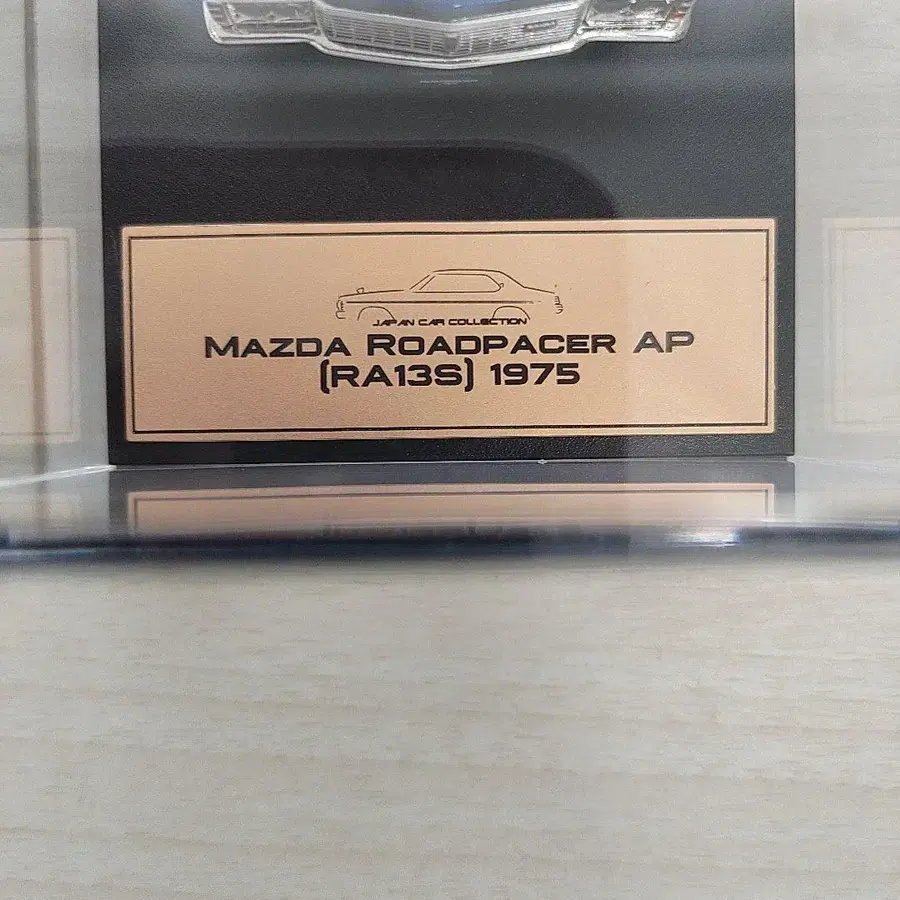 JAPAN CAR COLLECTION
MAZDA ROADPACER AP
(RA13S) 1975